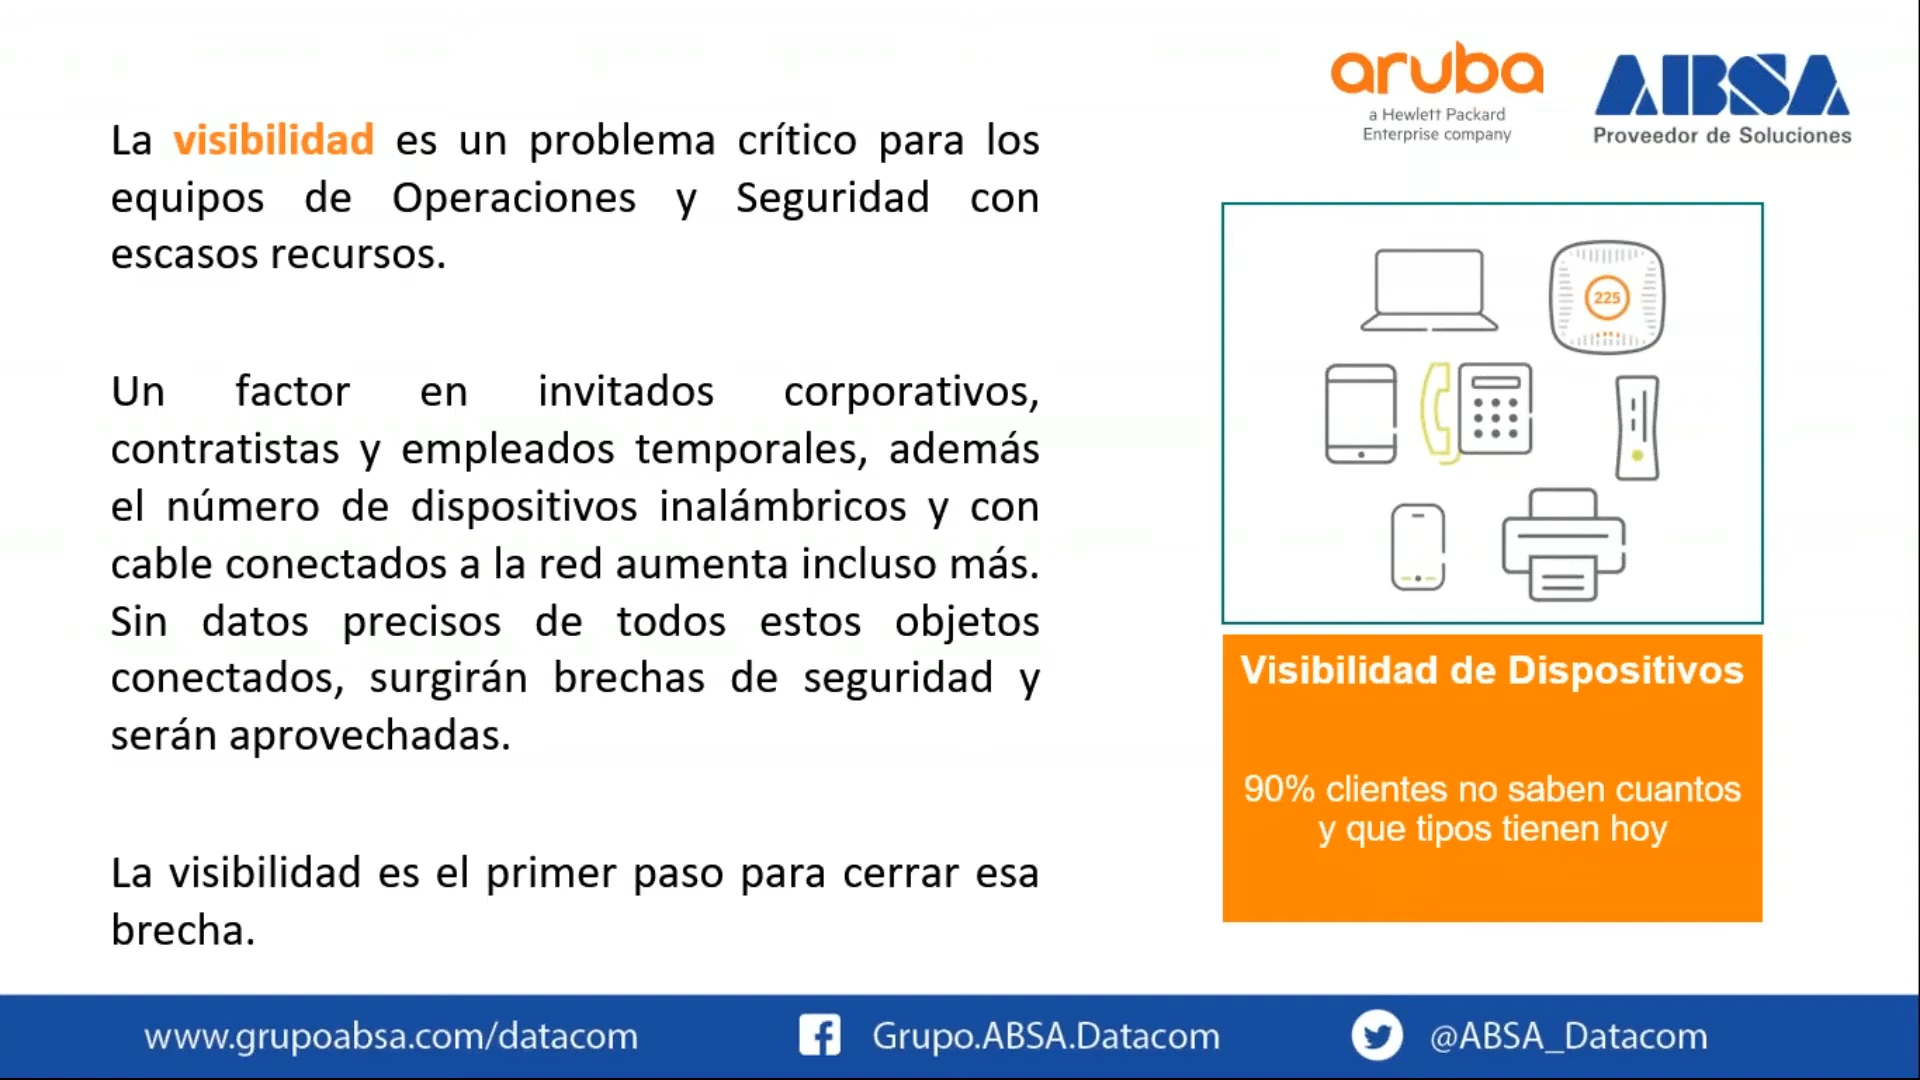 aruba
a Hewlett Packard
Enterprise company
ABSA
Proveedor de Soluciones
La visibilidad es un problema crítico para los
equipos de Operaciones y Seguridad con
escasos recursos.
Un factor en invitados corporativos,
contratistas y empleados temporales, además
el número de dispositivos inalámbricos y con
cable conectados a la red aumenta incluso más.
Sin datos precisos de todos estos objetos
conectados, surgirán brechas de seguridad y
serán aprovechadas.
La visibilidad es el primer paso para cerrar esa
brecha.
225
Visibilidad de Dispositivos
90% clientes no saben cuantos
y que tipos tienen hoy
www.grupoabsa.com/datacom
Grupo.ABSA.Datacom
@ABSA_Datacom